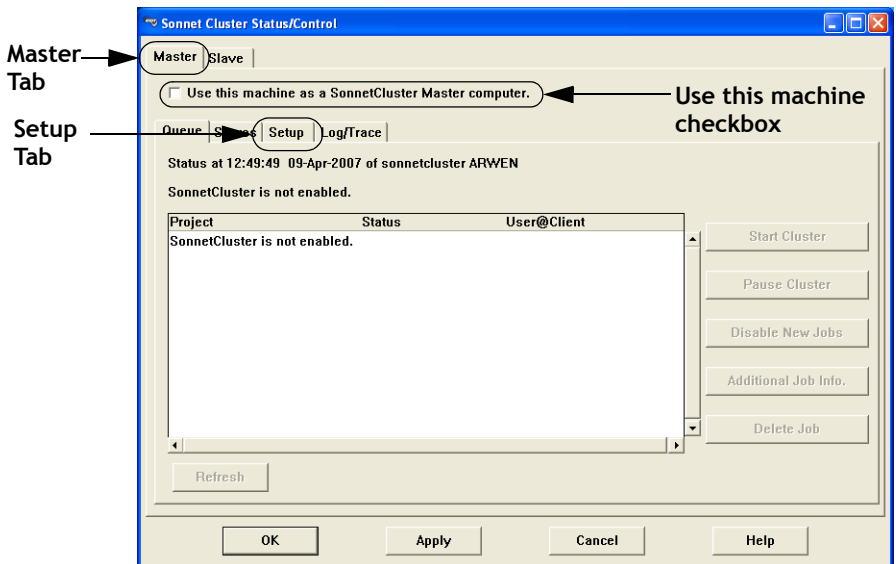 Sonnet Cluster Status/Control
Master Tab
Master Slave
Use this machine as a SonnetCluster Master computer.
Use this machine checkbox
Setup Tab
Queue Setup Log/Trace
Status at 12:49:49 09-Apr-2007 of sonnetcluster ARWEN
SonnetCluster is not enabled.
Project Status User@Client
SonnetCluster is not enabled.
Start Cluster
Pause Cluster
Disable New Jobs
Additional Job Info.
Delete Job
Refresh
OK Apply Cancel Help